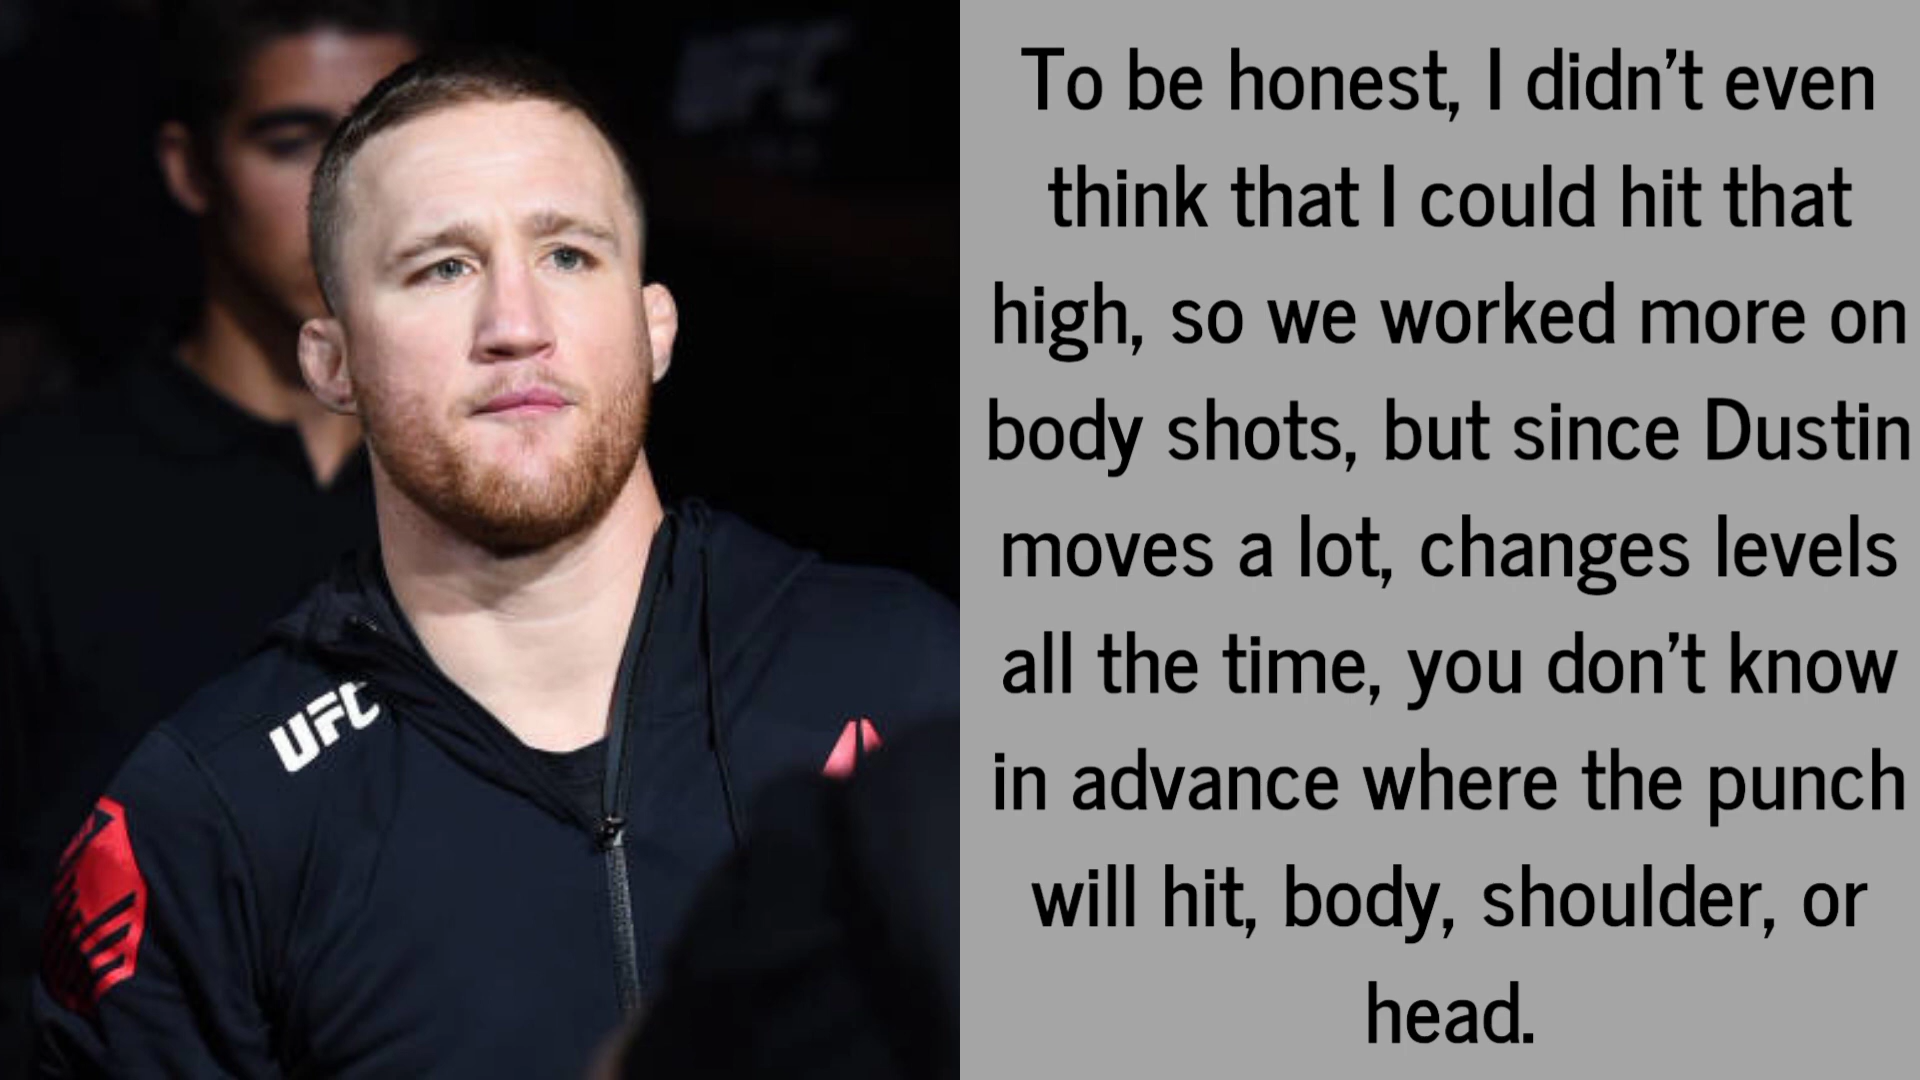 UFC
UFC
To be honest, I didn't even
think that I could hit that
high, so we worked more on
body shots, but since Dustin
moves a lot, changes levels
all the time, you don't know
in advance where the punch
will hit, body, shoulder, or
head.